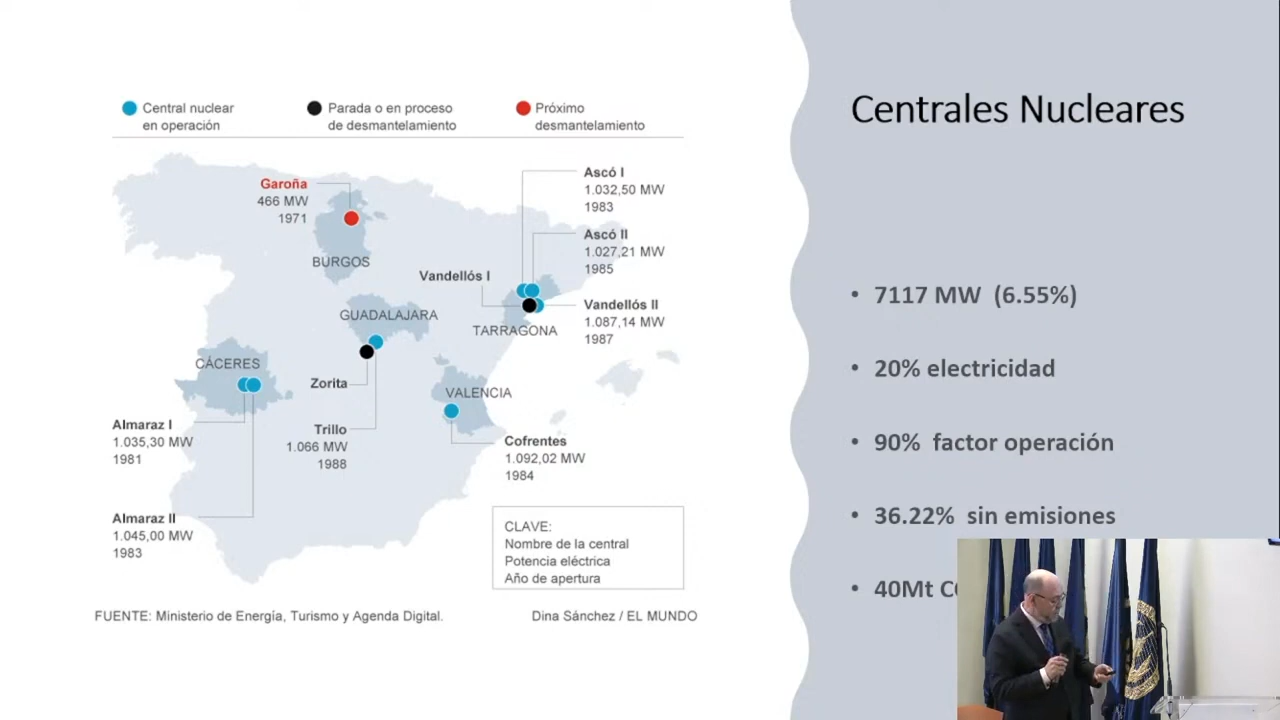 Central nuclear
en operación
Parada o en proceso
de desmantelamiento
Próximo
desmantelamiento
Garoña
466 MW
1971
BURGOS
Ascó I
1.032,50 MW
1983
Ascó II
1.027,21 MW
1985
Vandellós I
Vandellós II
1.087,14 MW
1987
TARRAGONA
GUADALAJARA
CÁCERES
Zorita
VALENCIA
Almaraz I
1.035,30 MW
1981
Trillo
1.066 MW
1988
Cofrentes
1.092,02 MW
1984
Almaraz II
1.045,00 MW
1983
CLAVE:
Nombre de la central
Potencia eléctrica
Año de apertura
FUENTE: Ministerio de Energía, Turismo y Agenda Digital.
Dina Sánchez / EL MUNDO
Centrales Nucleares
• 7117 MW (6.55%)
• 20% electricidad
• 90% factor operación
• 36.22% sin emisiones
• 40Mt